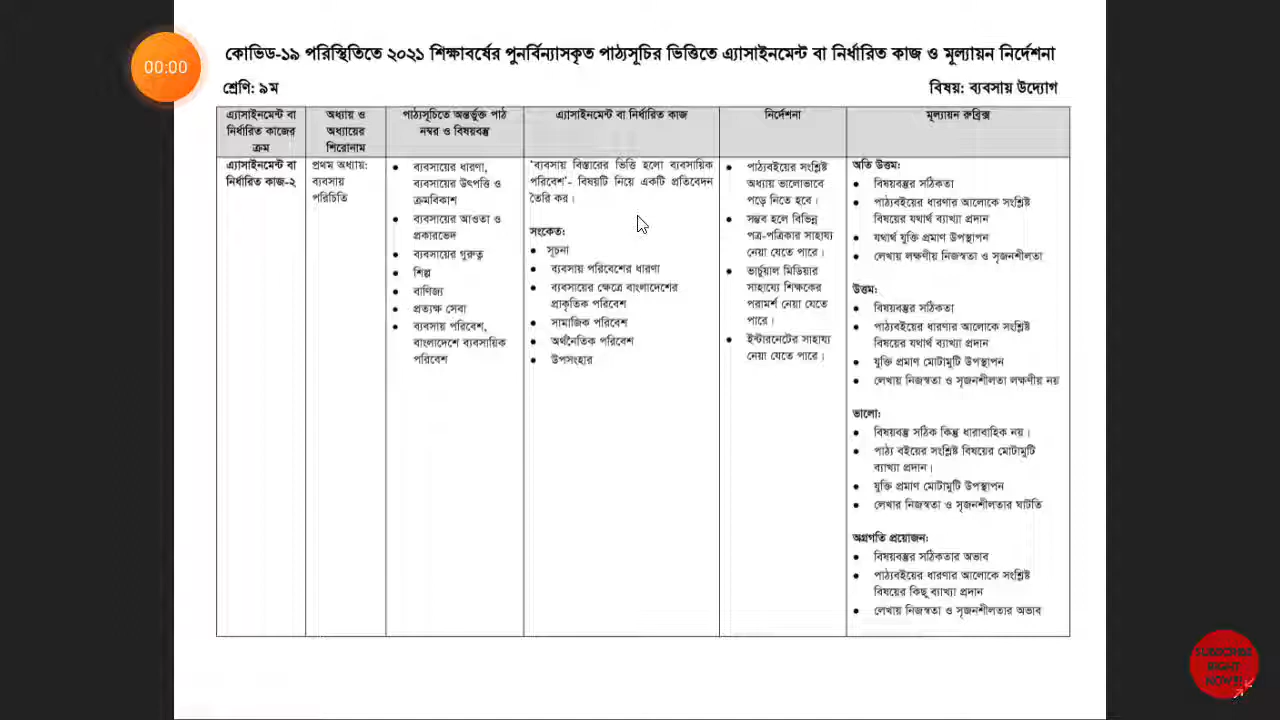 00:00
কোভিড-১৯ পরিস্থিতিতে ২০২১ শিক্ষাবর্ষের পুনর্বিন্যাসকৃত পাঠ্যসূচির ভিত্তিতে এ্যাসাইনমেন্ট বা নির্ধারিত কাজ ও মূল্যায়ন নির্দেশনা
শ্রেণি: ৯ম
বিষয়: ব্যবসায় উদ্যোগ
এ্যাসাইনমেন্ট বা
নির্ধারিত কাজের
ক্রম
অধ্যায় ও
অধ্যায়ের
শিরোনাম
পাঠ্যসূচিতে অন্তর্ভুক্ত পাঠ
নম্বর ও বিষয়বস্তু
এ্যাসাইনমেন্ট বা নির্ধারিত কাজ
নির্দেশনা
মূল্যায়ন রুব্রিক্স
এ্যাসাইনমেন্ট বা
নির্ধারিত কাজ-২
প্রথম অধ্যায়:
ব্যবসায়
পরিচিতি
• ব্যবসায়ের ধারণা,
ব্যবসায়ের উৎপত্তি ও
ক্রমবিকাশ
• ব্যবসায়ের আওতা ও
প্রকারভেদ
• ব্যবসায়ের গুরুত্ব
• শিল্প
• বাণিজ্য
• প্রত্যক্ষ সেবা
• ব্যবসায় পরিবেশ,
বাংলাদেশে ব্যবসায়িক
পরিবেশ
'ব্যবসায় বিস্তারের ভিত্তি হলো ব্যবসায়িক
পরিবেশ'- বিষয়টি নিয়ে একটি প্রতিবেদন
তৈরি কর।
সংকেত:
• সূচনা
• ব্যবসায় পরিবেশের ধারণা
• ব্যবসায়ের ক্ষেত্রে বাংলাদেশের
প্রাকৃতিক পরিবেশ
• সামাজিক পরিবেশ
• অর্থনৈতিক পরিবেশ
• উপসংহার
• পাঠ্যবইয়ের সংশ্লিষ্ট
অধ্যায় ভালোভাবে
পড়ে নিতে হবে।
• সম্ভব হলে বিভিন্ন
পত্র-পত্রিকার সাহায্য
নেয়া যেতে পারে।
• ভার্চুয়াল মিডিয়ার
সাহায্যে শিক্ষকের
পরামর্শ নেয়া যেতে
পারে।
• ইন্টারনেটের সাহায্য
নেয়া যেতে পারে।
অতি উত্তম:
• বিষয়বস্তুর সঠিকতা
• পাঠ্যবইয়ের ধারণার আলোকে সংশ্লিষ্ট
বিষয়ের যথার্থ ব্যাখ্যা প্রদান
• যথার্থ যুক্তি প্রমাণ উপস্থাপন
• লেখায় লক্ষণীয় নিজস্বতা ও সৃজনশীলতা
উত্তম:
• বিষয়বস্তুর সঠিকতা
• পাঠ্যবইয়ের ধারণার আলোকে সংশ্লিষ্ট
বিষয়ের যথার্থ ব্যাখ্যা প্রদান
• যুক্তি প্রমাণ মোটামুটি উপস্থাপন
• লেখায় নিজস্বতা ও সৃজনশীলতা লক্ষণীয় নয়
ভালো:
• বিষয়বস্তু সঠিক কিন্তু ধারাবাহিক নয়।
• পাঠ্য বইয়ের সংশ্লিষ্ট বিষয়ের মোটামুটি
ব্যাখ্যা প্রদান।
• যুক্তি প্রমাণ মোটামুটি উপস্থাপন
• লেখার নিজস্বতা ও সৃজনশীলতার ঘাটতি
অগ্রগতি প্রয়োজন:
• বিষয়বস্তুর সঠিকতার অভাব
• পাঠ্যবইয়ের ধারণার আলোকে সংশ্লিষ্ট
বিষয়ের কিছু ব্যাখ্যা প্রদান
• লেখায় নিজস্বতা ও সৃজনশীলতার অভাব
SUBSCRIBE
RIGHT
NOW!!!